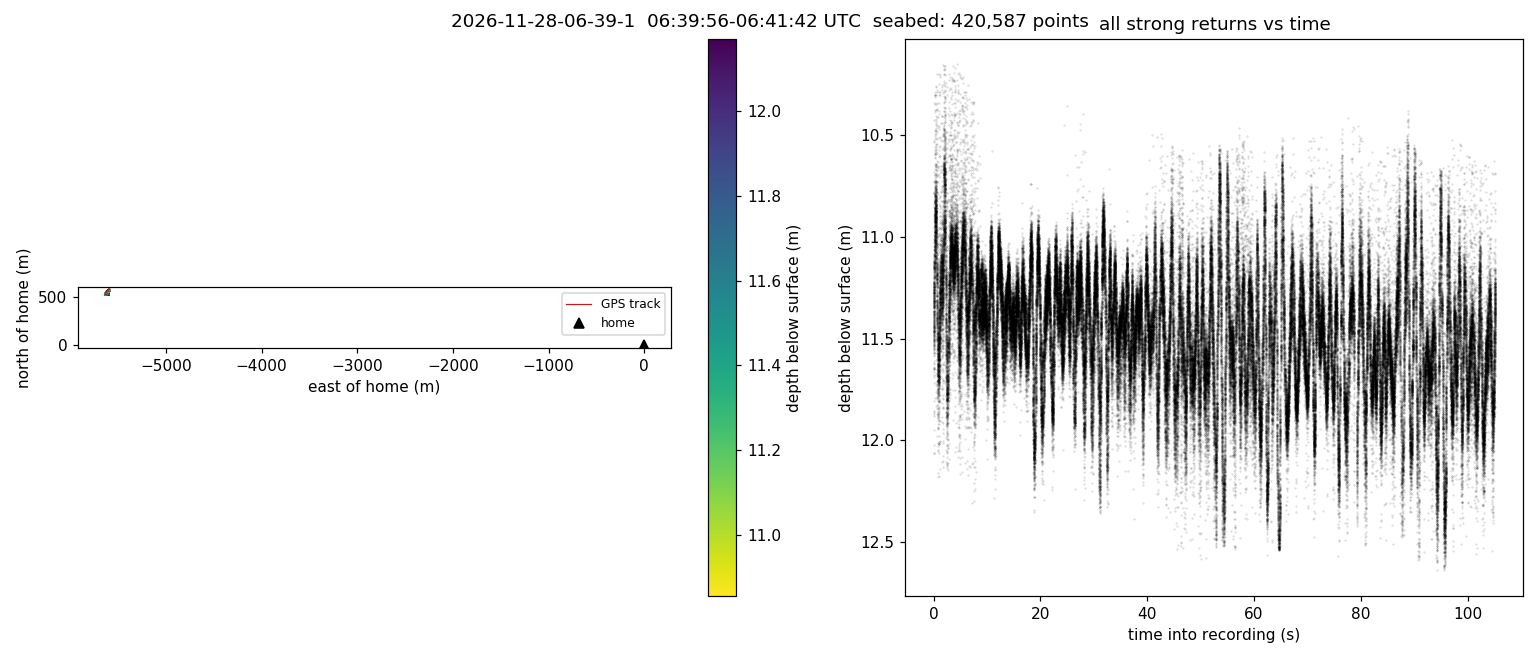 2026-11-28-06-39-1  06:39:56-06:41:42 UTC  seabed: 420,587 points
all strong returns vs time
north of home (m)
500
0
GPS track
home
−5000
−4000
−3000
−2000
−1000
0
east of home (m)
12.0
11.8
11.6
11.4
11.2
11.0
depth below surface (m)
depth below surface (m)
10.5
11.0
11.5
12.0
12.5
0
20
40
60
80
100
time into recording (s)